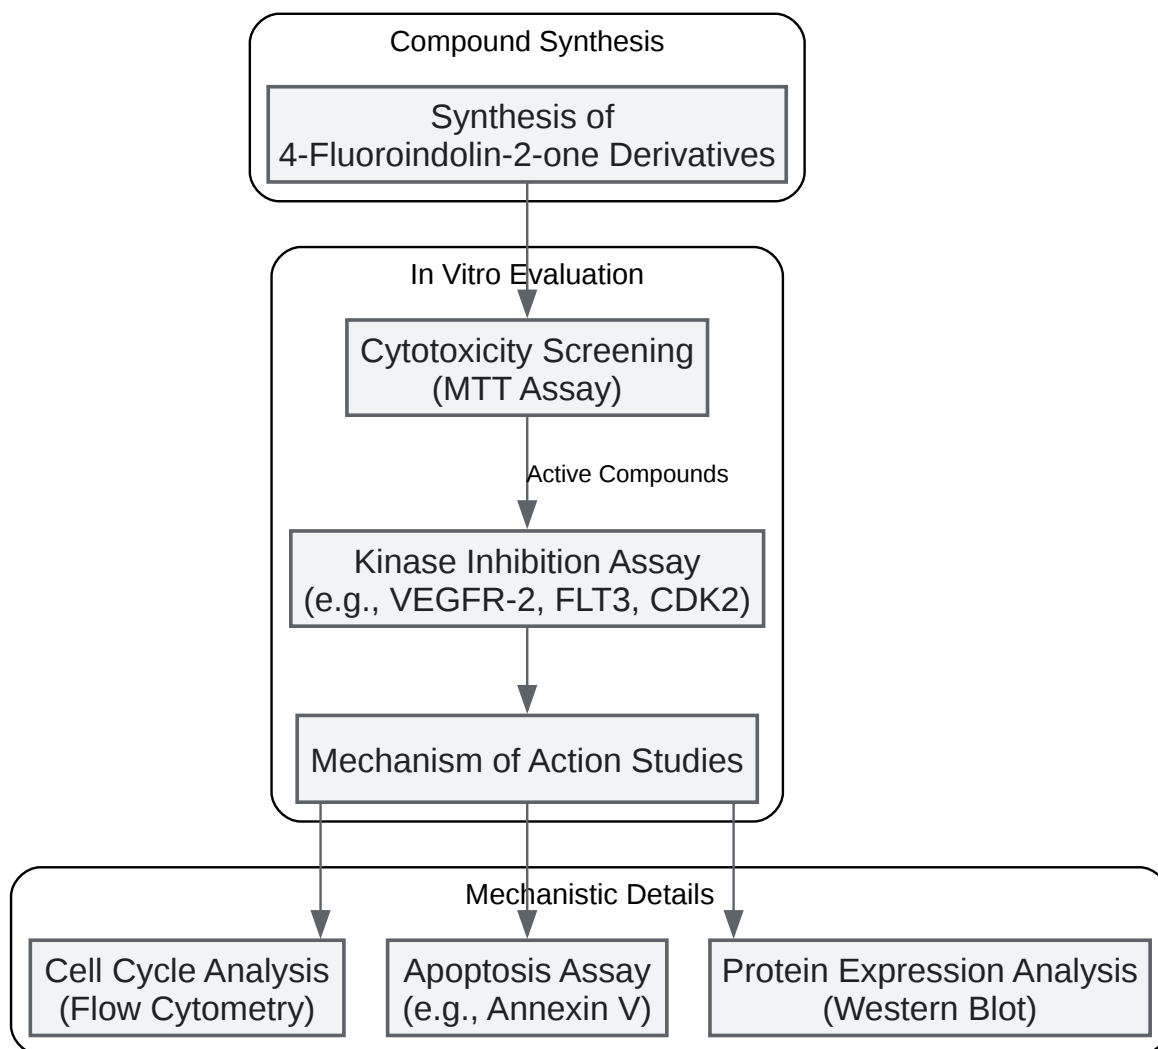 Compound Synthesis
Synthesis of
4-Fluoroindolin-2-one Derivatives
In Vitro Evaluation
Cytotoxicity Screening
(MTT Assay)
Active Compounds
Kinase Inhibition Assay
(e.g., VEGFR-2, FLT3, CDK2)
Mechanism of Action Studies
Mechanistic Details
Cell Cycle Analysis
(Flow Cytometry)
Apoptosis Assay
(e.g., Annexin V)
Protein Expression Analysis
(Western Blot)